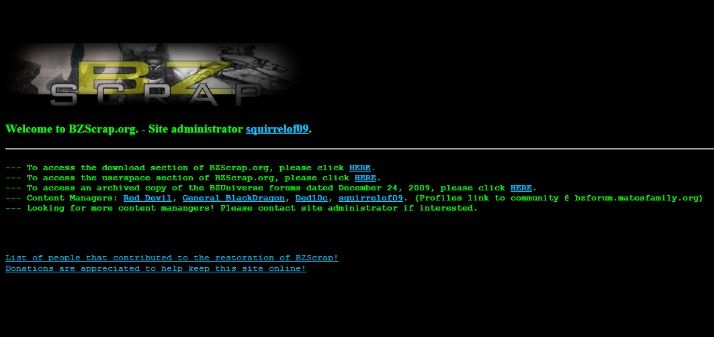 BZ
SCRAP
Welcome to BZScrap.org. - Site administrator squirrelof09.
--- To access the download section of BZScrap.org, please click HERE.
--- To access the userspace section of BZScrap.org, please click HERE.
--- To access an archived copy of the BZUniverse forums dated December 24, 2009, please click HERE.
--- Content Managers: Red Devil, General BlackDragon, Ded10c, squirrelof09. (Profiles link to community @ bzforum.matesfamily.org)
--- Looking for more content manangers! Please contact site administrator if interested.
List of people that contributed to the restoration of BZScrap!
Donations are appreciated to help keep this site online!